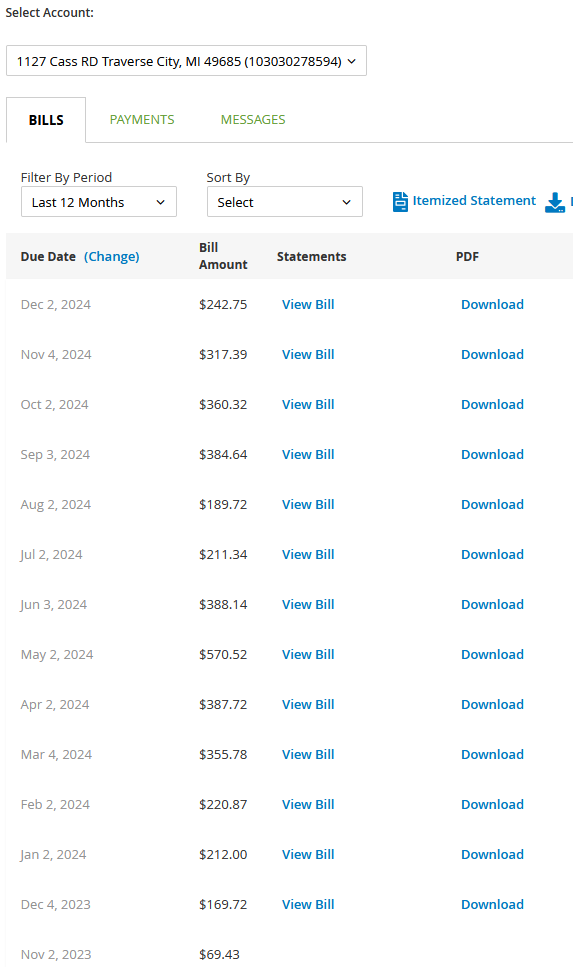 Select Account:
1127 Cass RD Traverse City, MI 49685 (103030278594)
BILLS PAYMENTS MESSAGES
Filter By Period Sort By
Last 12 Months Select Itemized Statement
Due Date (Change) Bill Amount Statements PDF
Dec 2, 2024 $242.75 View Bill Download
Nov 4, 2024 $317.39 View Bill Download
Oct 2, 2024 $360.32 View Bill Download
Sep 3, 2024 $384.64 View Bill Download
Aug 2, 2024 $189.72 View Bill Download
Jul 2, 2024 $211.34 View Bill Download
Jun 3, 2024 $388.14 View Bill Download
May 2, 2024 $570.52 View Bill Download
Apr 2, 2024 $387.72 View Bill Download
Mar 4, 2024 $355.78 View Bill Download
Feb 2, 2024 $220.87 View Bill Download
Jan 2, 2024 $212.00 View Bill Download
Dec 4, 2023 $169.72 View Bill Download
Nov 2, 2023 $69.43